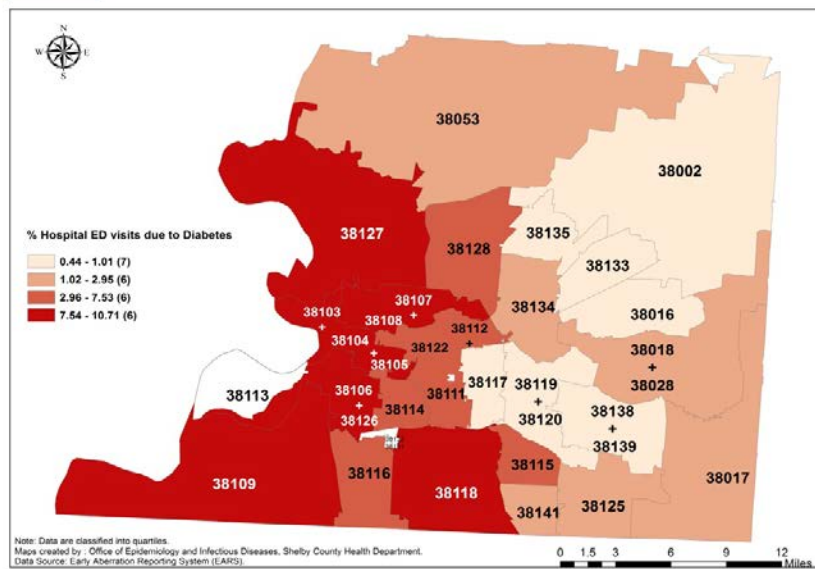 N
W E
S
38053
38002
% Hospital ED visits due to Diabetes
0.44 - 1.01 (7)
1.02 - 2.95 (6)
2.96 - 7.53 (6)
7.54 - 10.71 (6)
38127
38128
38135
38133
38134
38016
38107
38103
38108
38112
38104
38122
38105
38018
38028
38113
38106
38126
38111
38114
38117
38119
38120
38138
38139
38109
38116
38118
38115
38141
38125
38017
Note: Data are classified into quartiles.
Maps created by : Office of Epidemiology and Infectious Diseases, Shelby County Health Department.
Data Source: Early Aberration Reporting System (EARS).
0 1.5 3 6 9 12
Miles